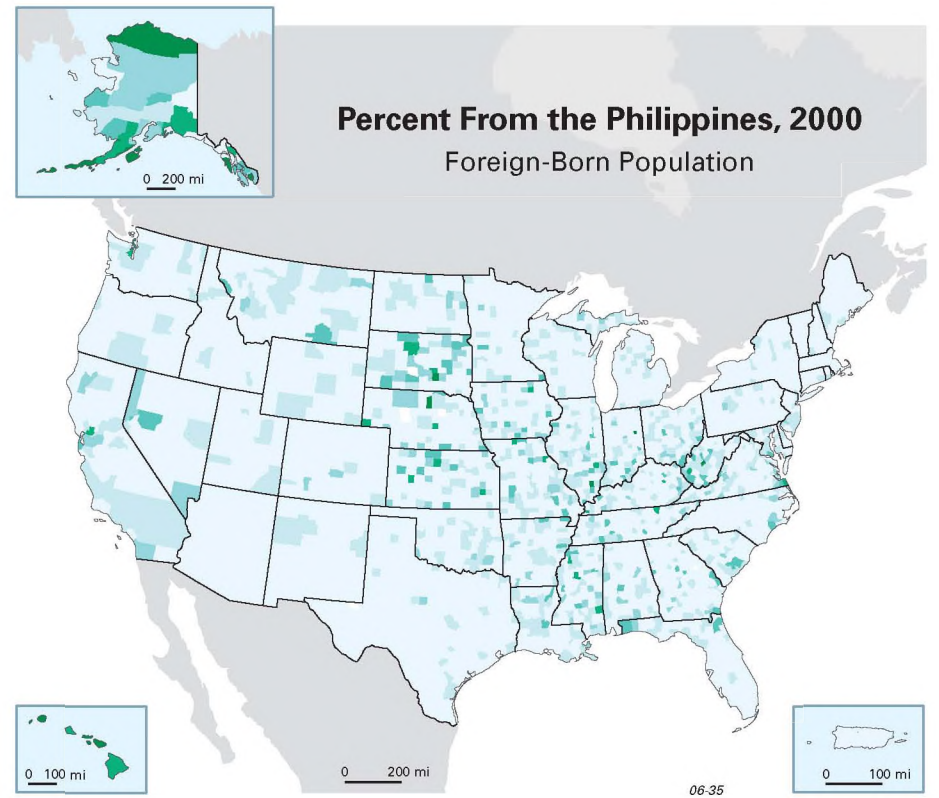 Percent From the Philippines, 2000
Foreign-Born Population
0 200 mi
0 100 mi
0 200 mi
0 100 mi
06-35